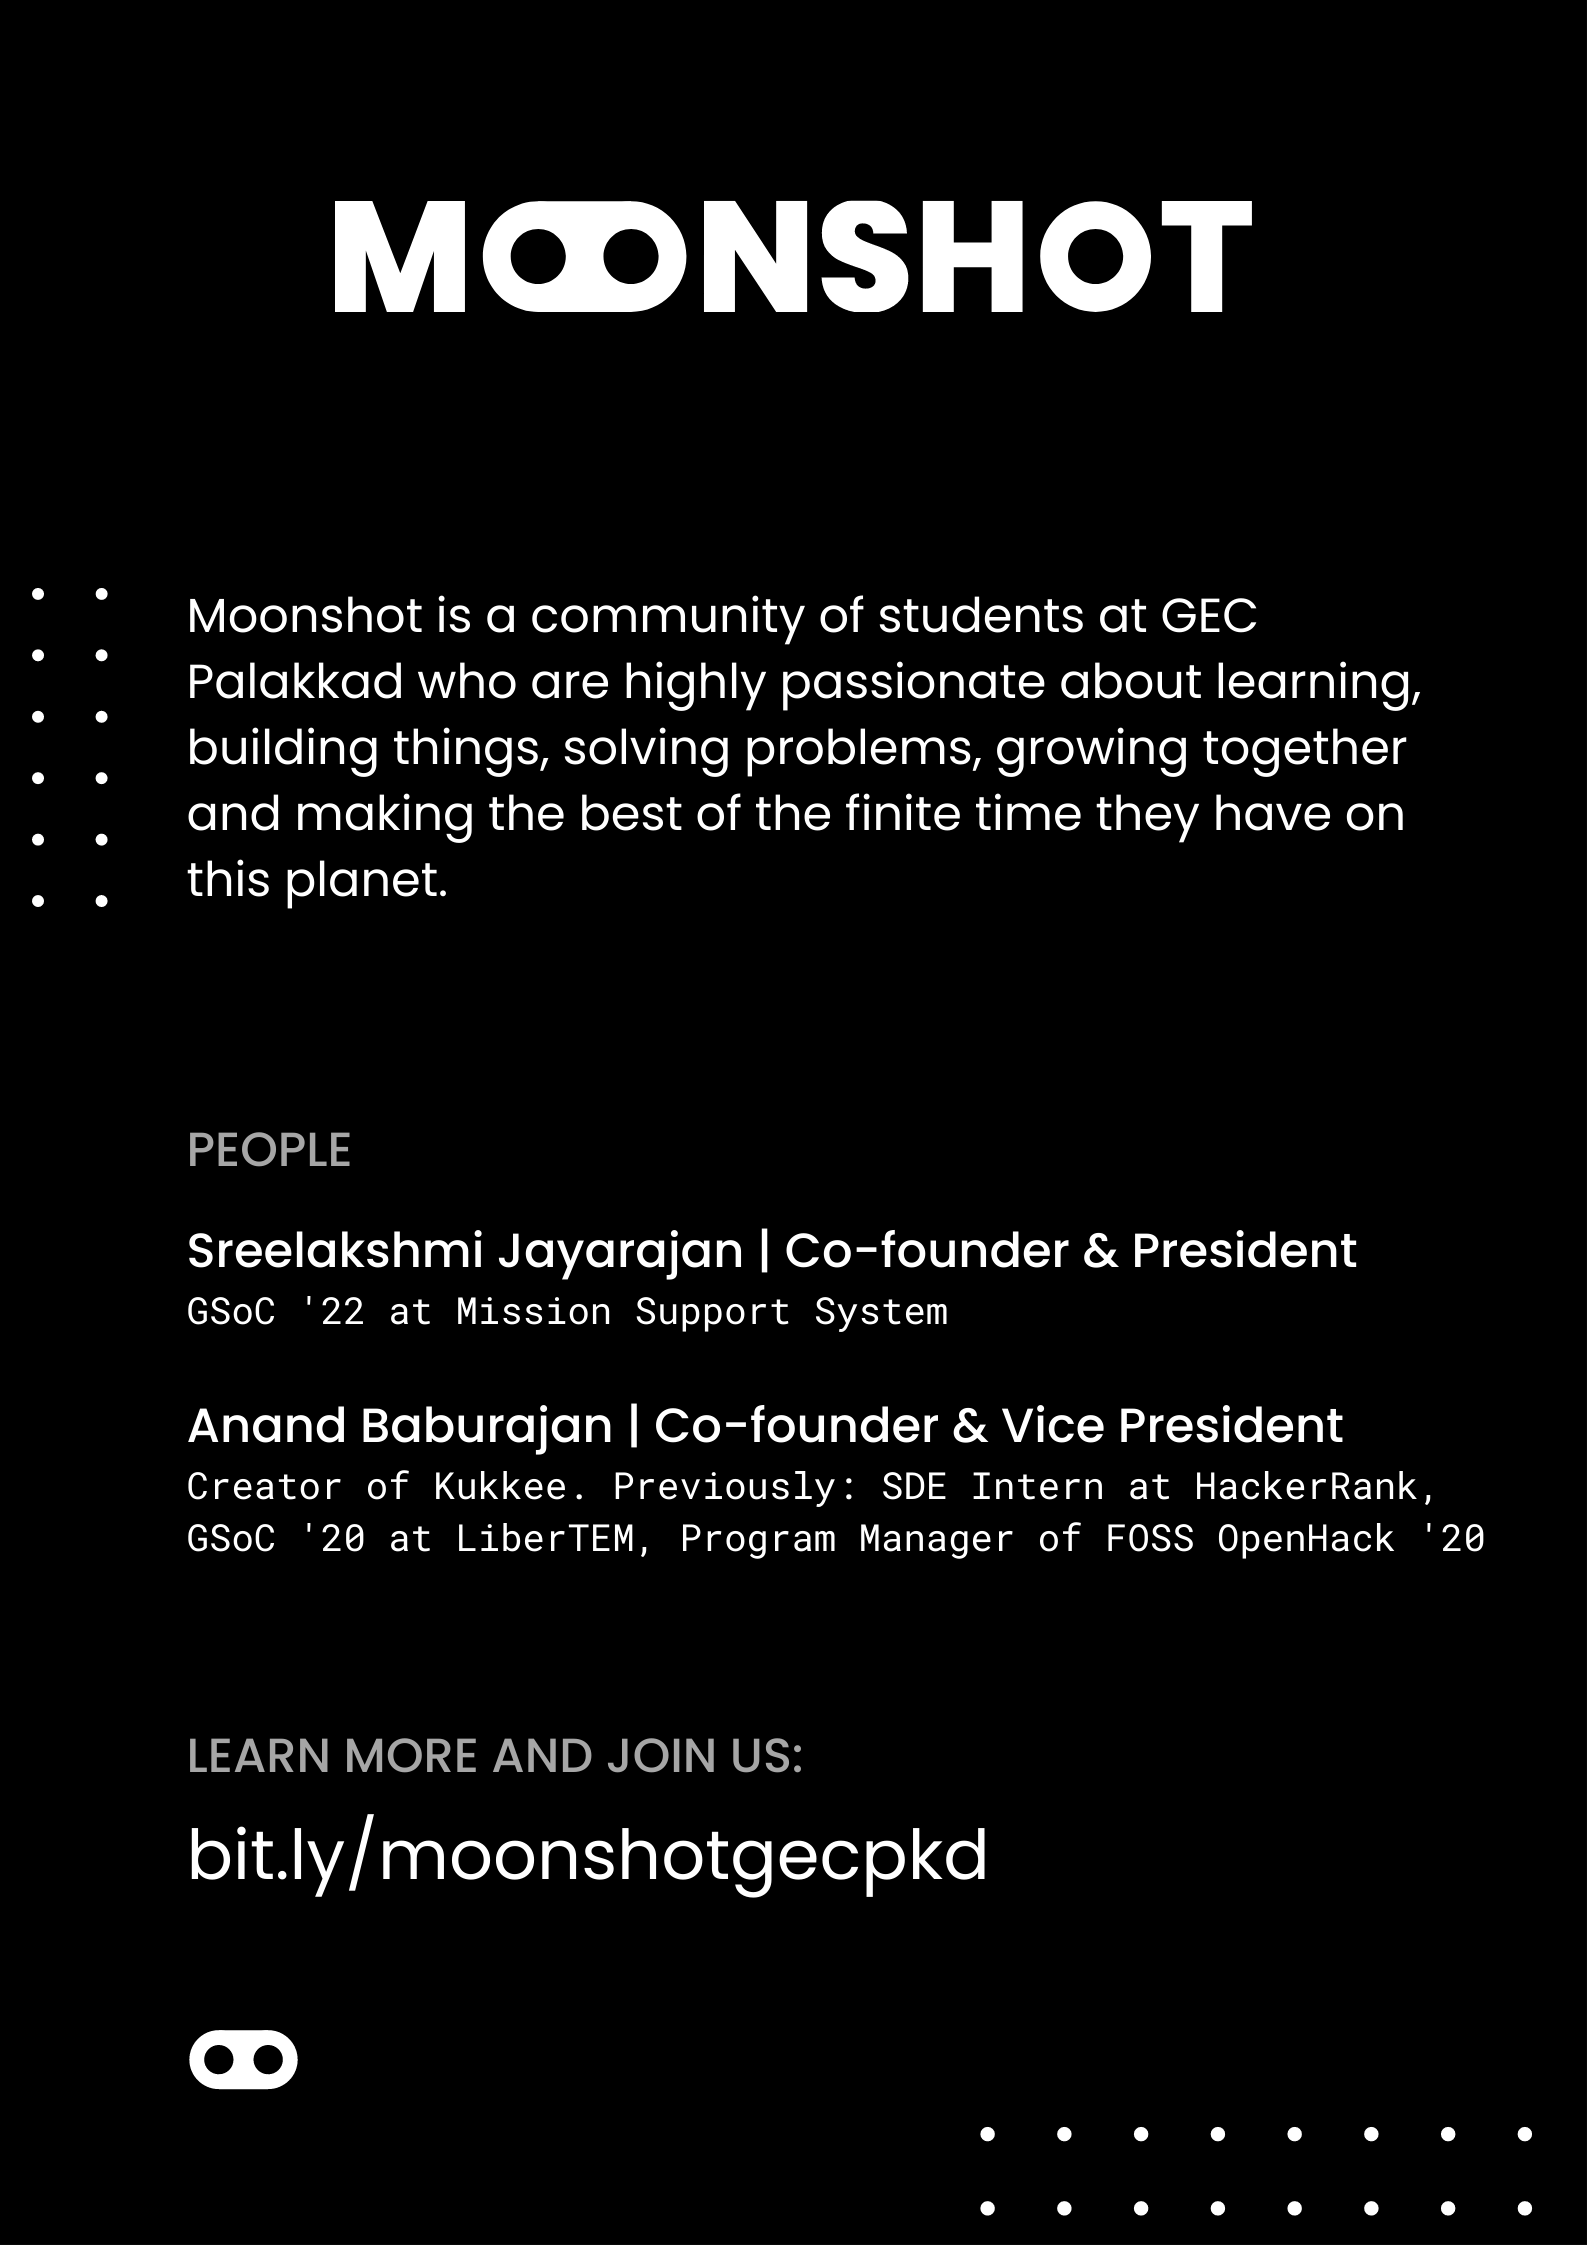 MOONSHOT
Moonshot is a community of students at GEC
Palakkad who are highly passionate about learning,
building things, solving problems, growing together
and making the best of the finite time they have on
this planet.
PEOPLE
Sreelakshmi Jayarajan | Co-founder & President
GSoC '22 at Mission Support System
Anand Baburajan | Co-founder & Vice President
Creator of Kukkee. Previously: SDE Intern at HackerRank,
GSoC '20 at LiberTEM, Program Manager of FOSS OpenHack '20
LEARN MORE AND JOIN US:
bit.ly/moonshotgecpkd